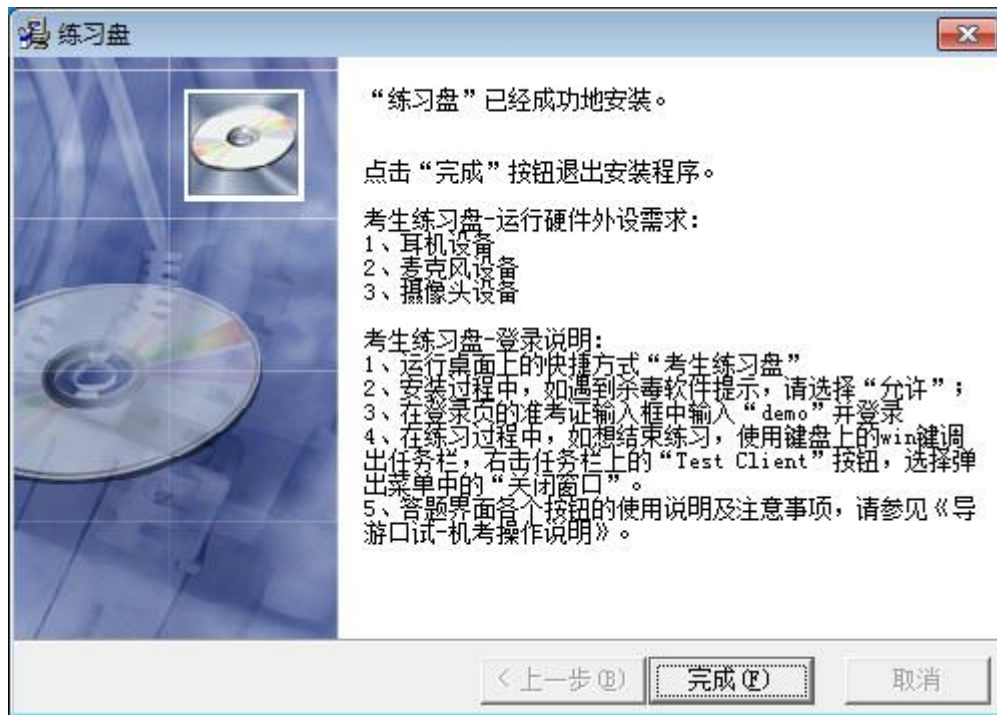 练习盘
“练习盘”已经成功地安装。
点击“完成”按钮退出安装程序。
考生练习盘-运行硬件外设需求:
1、耳机设备
2、麦克风设备
3、摄像头设备
考生练习盘-登录说明:
1、运行桌面上的快捷方式“考生练习盘”
2、安装过程中，如遇到杀毒软件提示，请选择“允许”；
3、在登录页的准考证输入框中输入“demo”并登录
4、在练习过程中，如想结束练习，使用键盘上的win键调
出任务栏，右击任务栏上的“Test Client”按钮，选择弹
出菜单中的“关闭窗口”。
5、答题界面各个按钮的使用说明及注意事项，请参见《导
游口试-机考操作说明》。
< 上一步(B)
完成(F)
取消